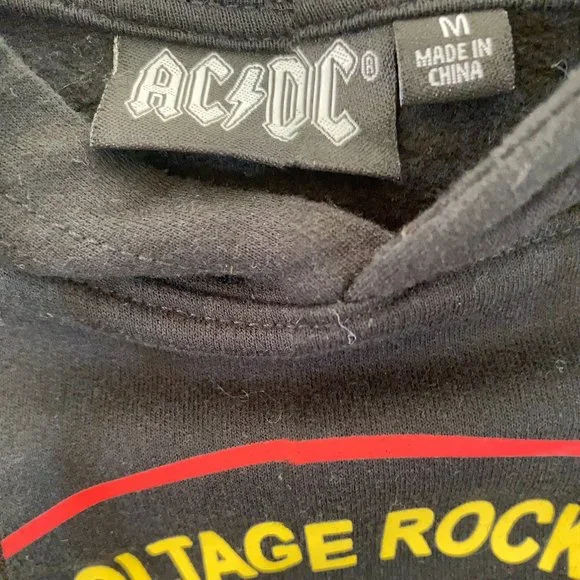 AC⚡DC®
M
MADE IN
CHINA
OLTAGE ROCK